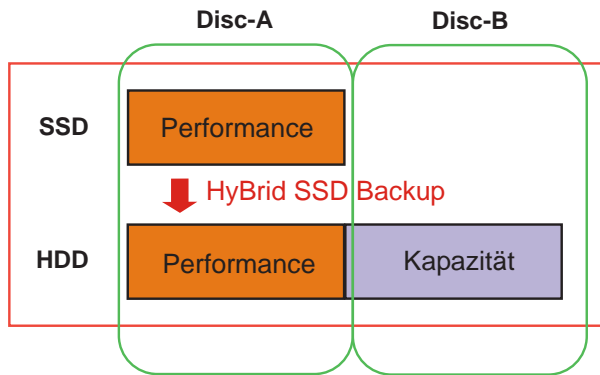 Disc-A Disc-B
SSD Performance
HyBrid SSD Backup
HDD Performance Kapazität